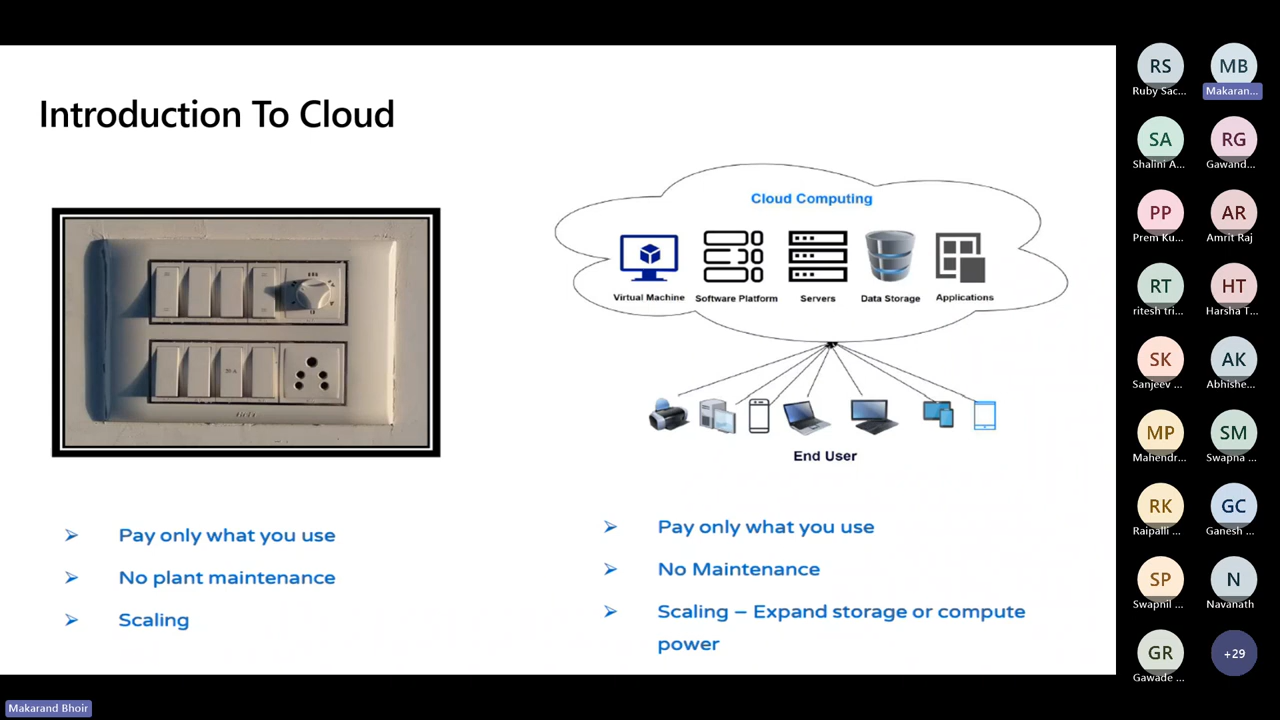 Introduction To Cloud
Cloud Computing
Virtual Machine
Software Platform
Servers
Data Storage
Applications
End User
Pay only what you use
No plant maintenance
Scaling
Pay only what you use
No Maintenance
Scaling – Expand storage or compute
power
RS
Ruby Sac...
MB
Makaran...
SA
Shalini A...
RG
Gawand...
PP
Prem Ku...
AR
Amrit Raj
RT
ritesh tri...
HT
Harsha T...
SK
Sanjeev ...
AK
Abhishe...
MP
Mahendr...
SM
Swapna ...
RK
Raipalli ...
GC
Ganesh ...
SP
Swapnil ...
N
Navanath
GR
Gawade ...
+29
Makarand Bhoir